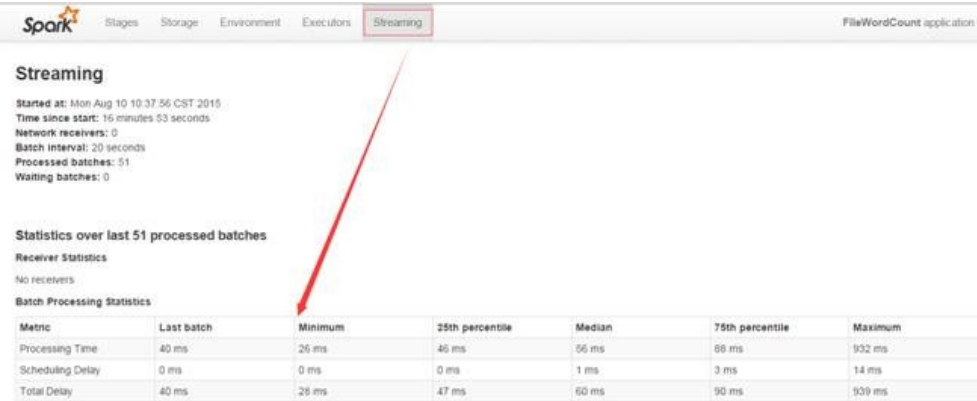 Spark Stages Storage Environment Executors Streaming FileWordCount application
Streaming
Started at: Mon Aug 10 10:37:56 CST 2015
Time since start: 16 minutes 53 seconds
Network receivers: 0
Batch interval: 20 seconds
Processed batches: 51
Waiting batches: 0
Statistics over last 51 processed batches
Receiver Statistics
No receivers
Batch Processing Statistics
Metric Last batch Minimum 25th percentile Median 75th percentile Maximum
Processing Time 40 ms 26 ms 46 ms 56 ms 88 ms 932 ms
Scheduling Delay 0 ms 0 ms 0 ms 1 ms 3 ms 14 ms
Total Delay 40 ms 28 ms 47 ms 60 ms 90 ms 939 ms